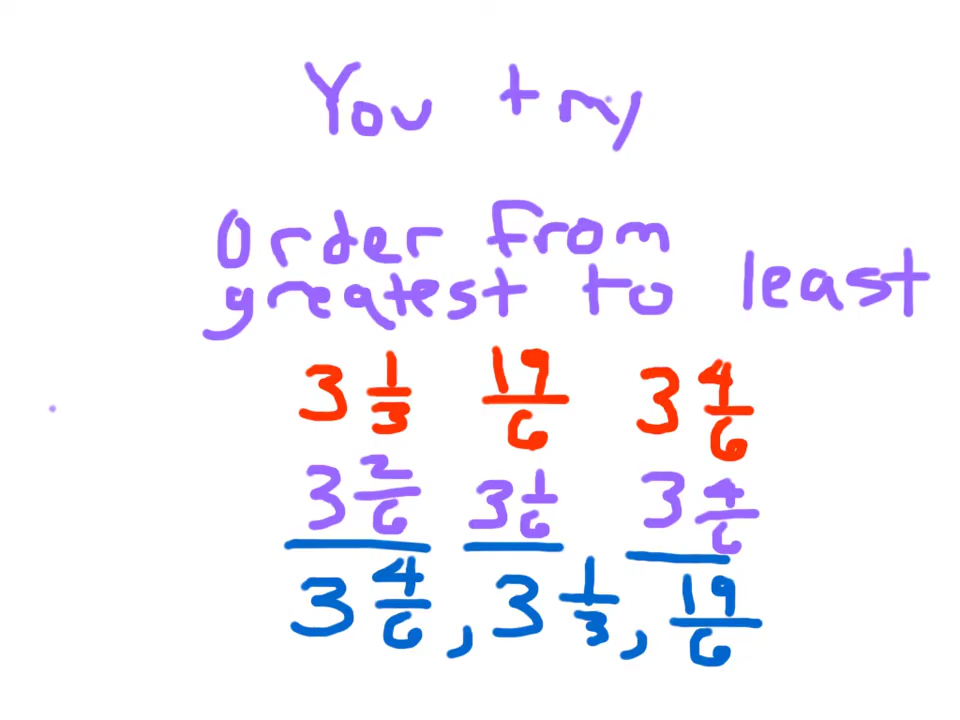 You try
Order from
greatest to least
3 1/3 19/6 3 4/6
3 2/6 3 1/6 3 4/6
3 4/6, 3 1/3, 19/6